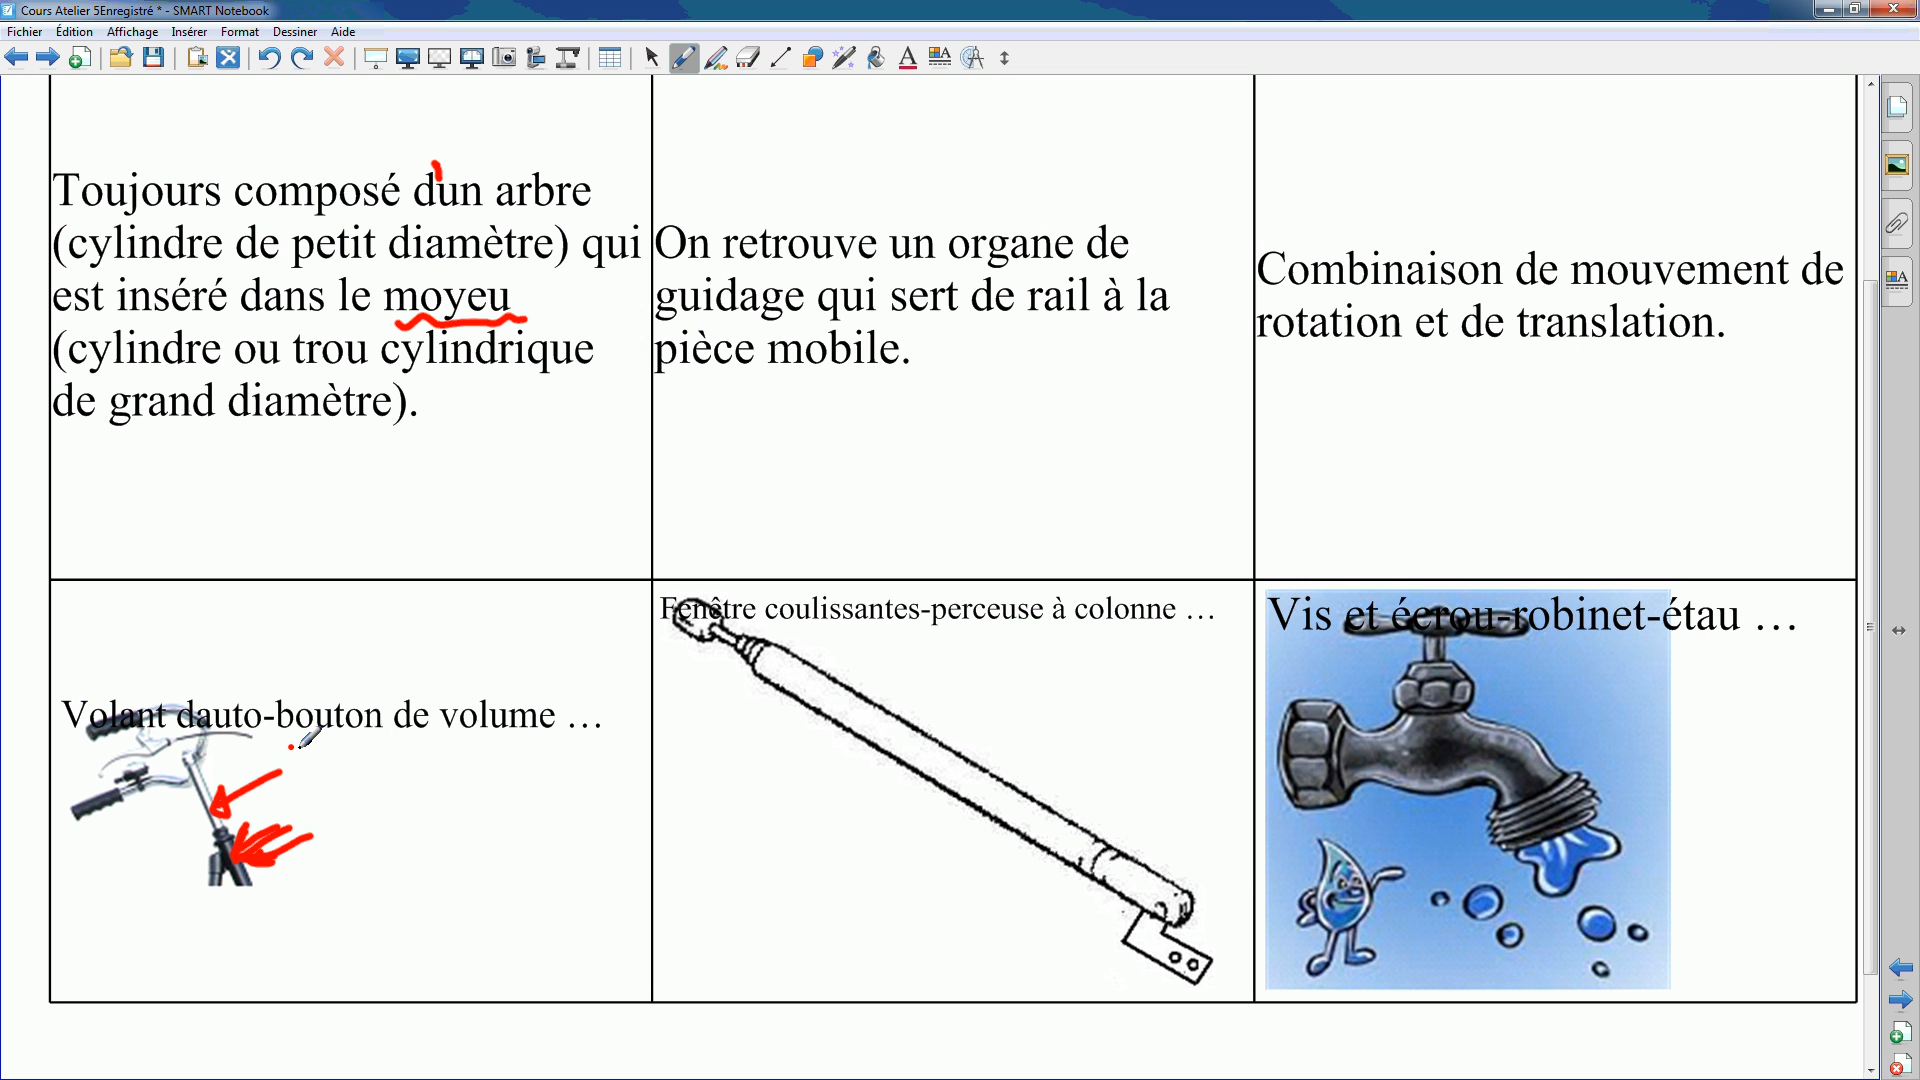 Cours Atelier 5Enregistré * - SMART Notebook
Fichier Édition Affichage Insérer Format Dessiner Aide
Toujours composé d'un arbre
(cylindre de petit diamètre) qui
est inséré dans le moyeu
(cylindre ou trou cylindrique
de grand diamètre).
On retrouve un organe de
guidage qui sert de rail à la
pièce mobile.
Combinaison de mouvement de
rotation et de translation.
Volant dauto-bouton de volume …
Fenêtre coulissantes-perceuse à colonne …
Vis et écrou-robinet-étau …